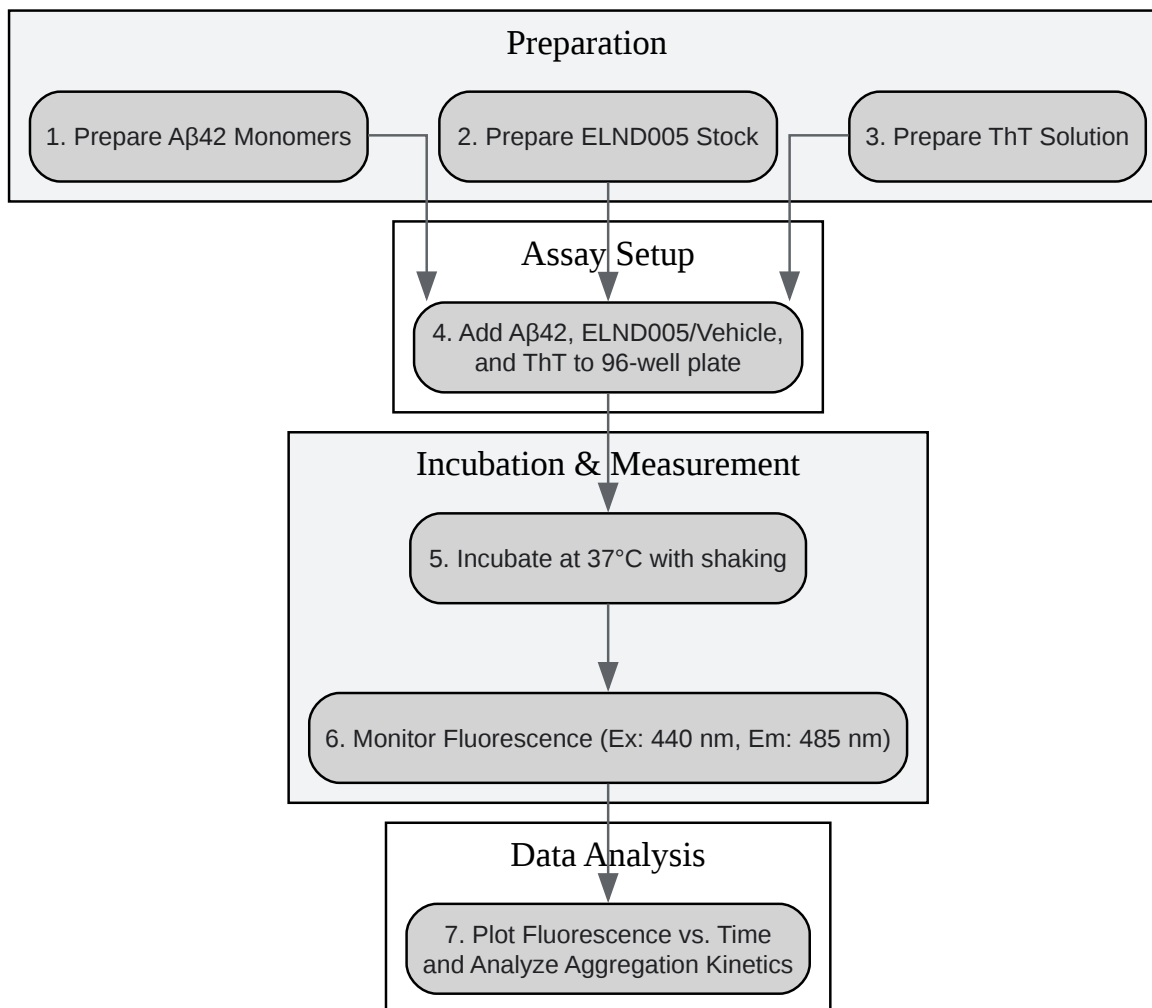 Preparation
1. Prepare Aβ42 Monomers
2. Prepare ELND005 Stock
3. Prepare ThT Solution
Assay Setup
4. Add Aβ42, ELND005/Vehicle,
and ThT to 96-well plate
Incubation & Measurement
5. Incubate at 37°C with shaking
6. Monitor Fluorescence (Ex: 440 nm, Em: 485 nm)
Data Analysis
7. Plot Fluorescence vs. Time
and Analyze Aggregation Kinetics